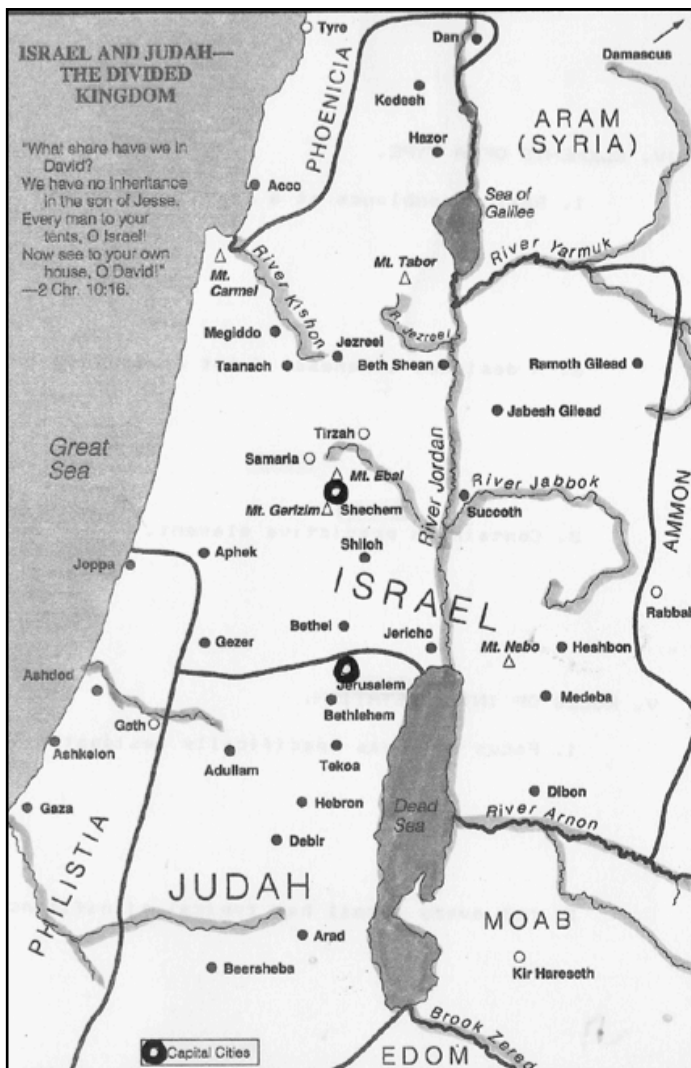 ISRAEL AND JUDAH—
THE DIVIDED
KINGDOM
"What share have we in
David?
We have no inheritance
in the son of Jesse.
Every man to your
tents, O Israel!
Now see to your own
house, O David!"
—2 Chr. 10:16.
Tyre
Dan
Damascus
PHOENICIA
Kedesh
ARAM
(SYRIA)
Hazor
Acco
Sea of
Galilee
River Yarmuk
Mt.
Carmel
River Kishon
Mt. Tabor
R. Jezreel
Megiddo
Jezreel
Taanach
Beth Shean
Ramoth Gilead
Jabesh Gilead
Great
Sea
Tirzah
Samaria
Mt. Ebal
River Jordan
River Jabbok
Mt. Gerizim
Shechem
Succoth
AMMON
Shiloh
Aphek
Joppa
ISRAEL
Rabbah
Bethel
Gezer
Jericho
Mt. Nebo
Heshbon
Jerusalem
Ashdod
Medeba
Bethlehem
Gath
Ashkelon
Adullam
Tekoa
Gaza
Hebron
Dead
Sea
Dibon
River Arnon
Debir
PHILISTIA
JUDAH
MOAB
Arad
Beersheba
Kir Hareseth
Brook Zered
EDOM
Capital Cities